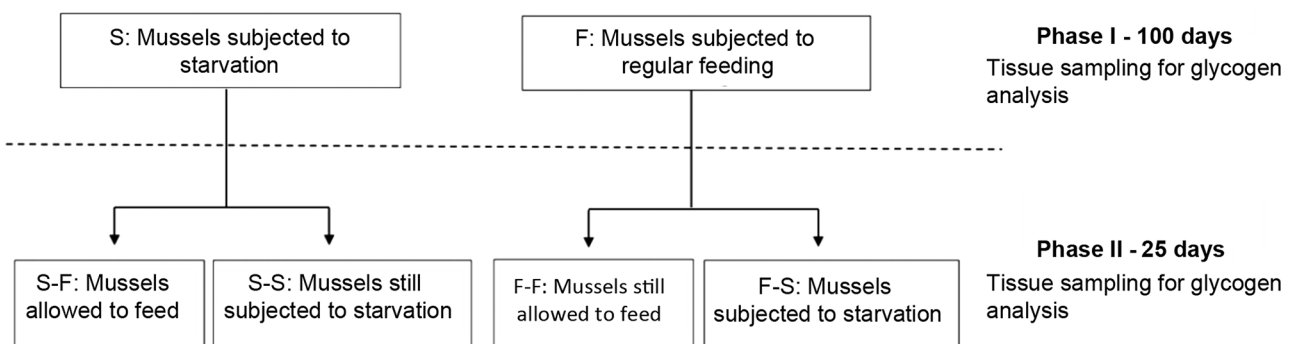 S: Mussels subjected to
starvation
F: Mussels subjected to
regular feeding
Phase I - 100 days
Tissue sampling for glycogen
analysis
S-F: Mussels
allowed to feed
S-S: Mussels still
subjected to starvation
F-F: Mussels still
allowed to feed
F-S: Mussels
subjected to starvation
Phase II - 25 days
Tissue sampling for glycogen
analysis